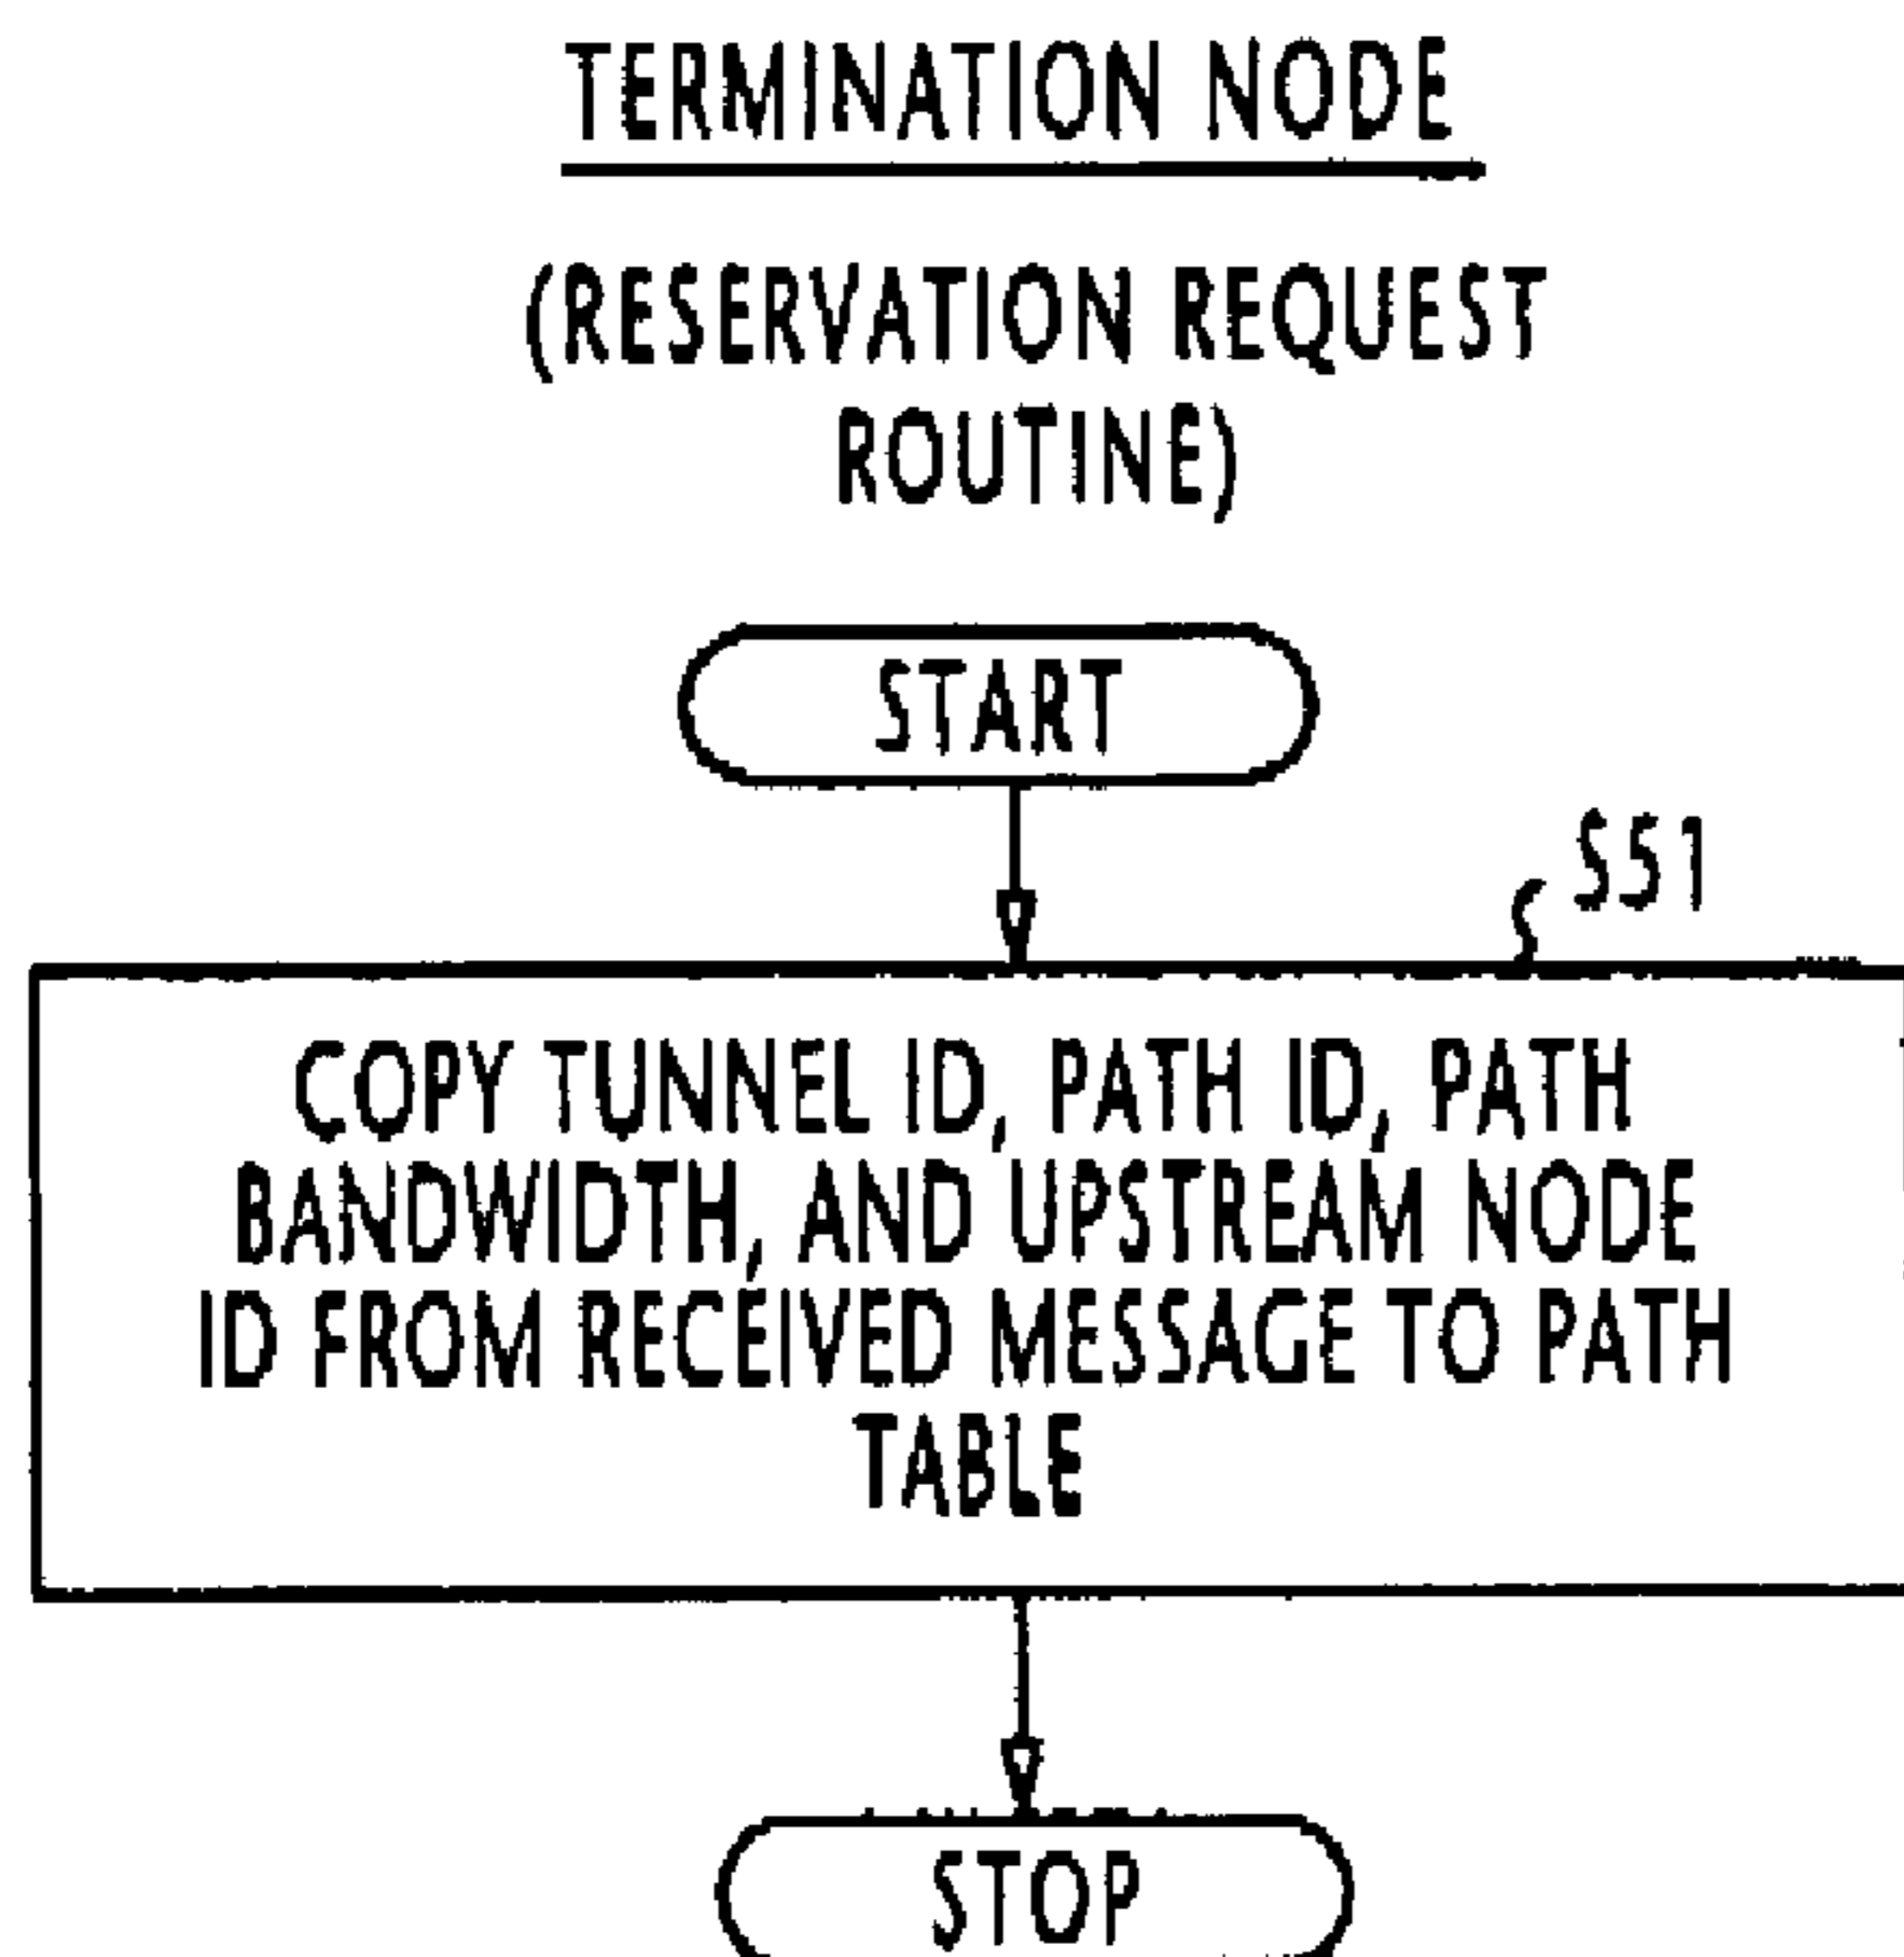 TERMINATION NODE
(RESERVATION REQUEST
ROUTINE)
START
S51
COPY TUNNEL ID, PATH ID, PATH
BANDWIDTH, AND UPSTREAM NODE
ID FROM RECEIVED MESSAGE TO PATH
TABLE
STOP